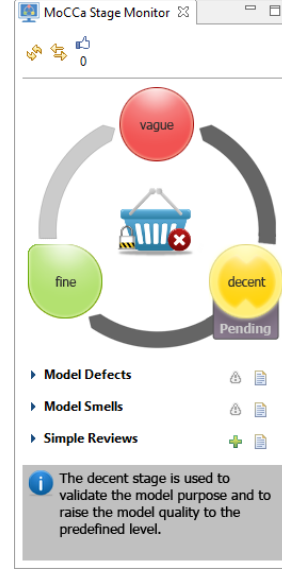 MoCCa Stage Monitor
0
vague
fine
decent
Pending
Model Defects
Model Smells
Simple Reviews
The decent stage is used to
validate the model purpose and to
raise the model quality to the
predefined level.